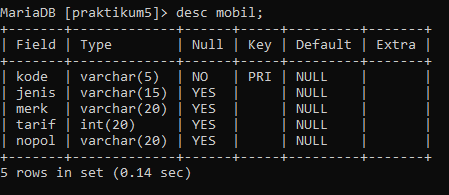 MariaDB [praktikum5]> desc mobil;
+-------+-------------+------+-----+---------+-------+
| Field | Type        | Null | Key | Default | Extra |
+-------+-------------+------+-----+---------+-------+
| kode  | varchar(5)  | NO   | PRI | NULL    |       |
| jenis | varchar(15) | YES  |     | NULL    |       |
| merk  | varchar(20) | YES  |     | NULL    |       |
| tarif | int(20)     | YES  |     | NULL    |       |
| nopol | varchar(20) | YES  |     | NULL    |       |
+-------+-------------+------+-----+---------+-------+
5 rows in set (0.14 sec)